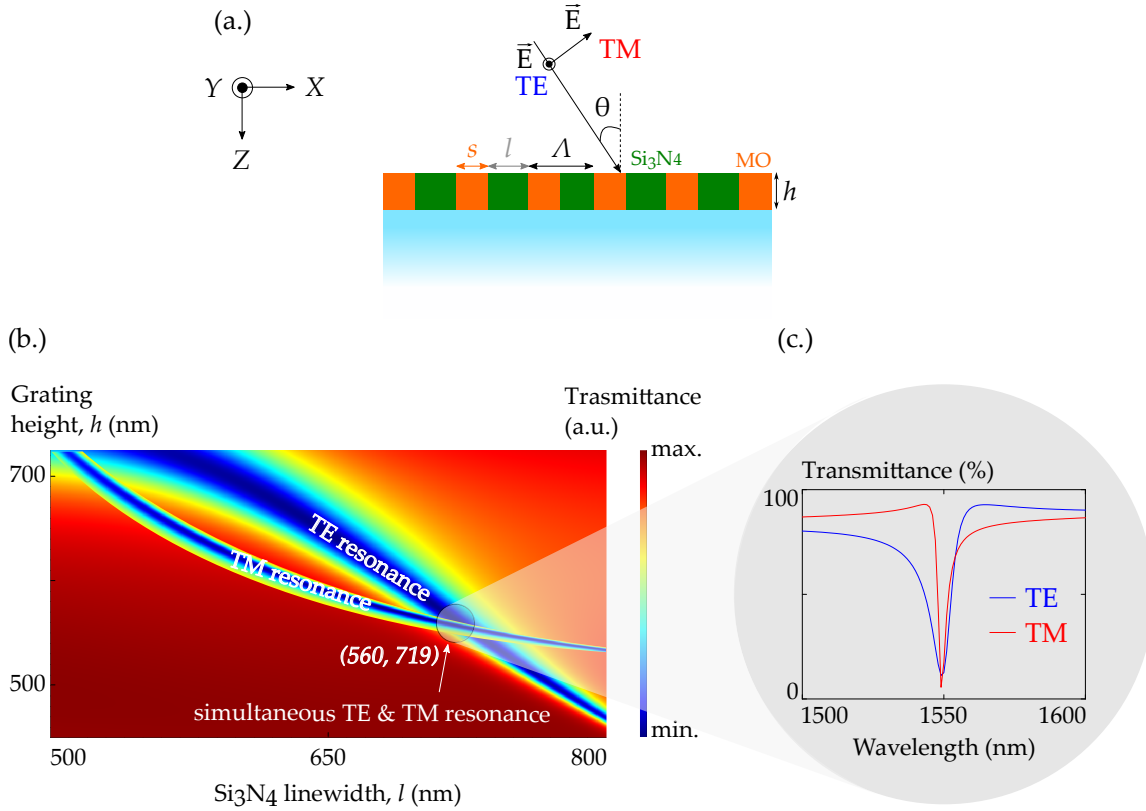 (a.)
E
TM
E
TE
Y
X
θ
Z
s
l
Λ
Si3N4
MO
h
(b.)
(c.)
Grating
height, h (nm)
Trasmittance
(a.u.)
max.
700
TE resonance
TM resonance
(560, 719)
500
simultaneous TE & TM resonance
min.
500
650
800
Si3N4 linewidth, l (nm)
Transmittance (%)
100
TE
TM
0
1500
1550
1600
Wavelength (nm)